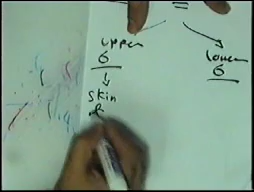 =
upper lower
6 6
↓
skin
&